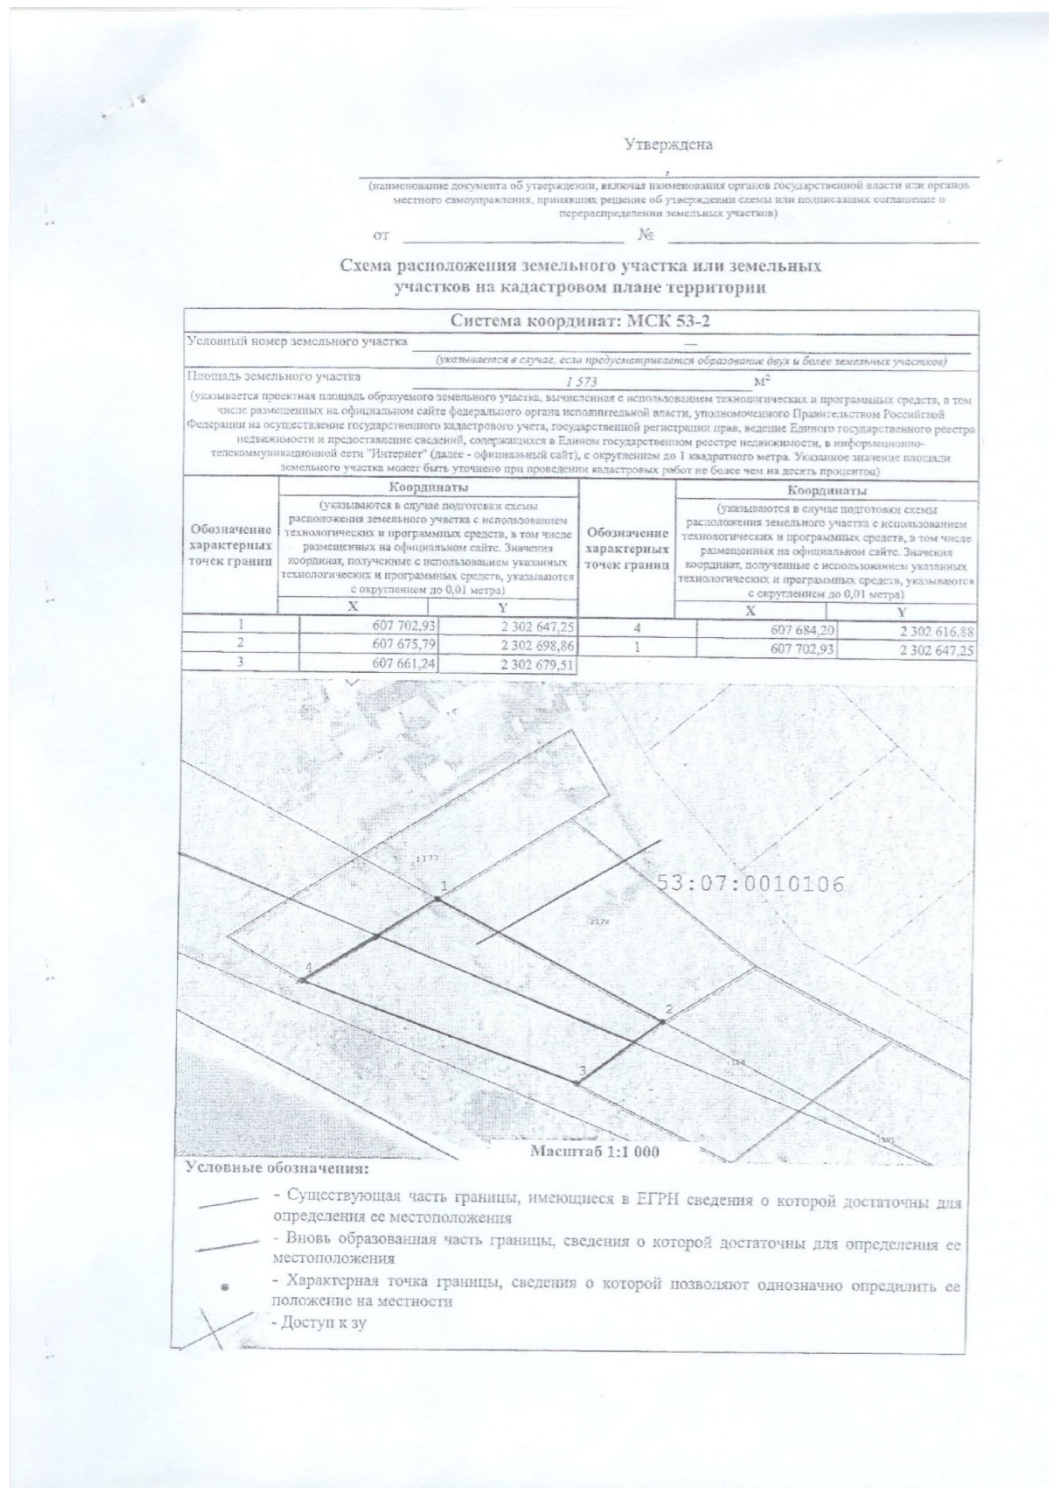 Утверждена
,
(наименование документа об утверждении, включая наименования органов государственной власти или органов
местного самоуправления, принявших решение об утверждении схемы или подписавших соглашение о
перераспределении земельных участков)
от № 
Схема расположения земельного участка или земельных
участков на кадастровом плане территории
Система координат: МСК 53-2
Условный номер земельного участка —
(указывается в случае, если предусматривается образование двух и более земельных участков)
Площадь земельного участка 1 573 М²
(указывается проектная площадь образуемого земельного участка, вычисленная с использованием технологических и программных средств, в том
числе размещенных на официальном сайте федерального органа исполнительной власти, уполномоченного Правительством Российской
Федерации на осуществление государственного кадастрового учета, государственной регистрации прав, ведение Единого государственного реестра
недвижимости и предоставление сведений, содержащихся в Едином государственном реестре недвижимости, в информационно-
телекоммуникационной сети "Интернет" (далее - официальный сайт), с округлением до 1 квадратного метра. Указанное значение площади
земельного участка может быть уточнено при проведении кадастровых работ не более чем на десять процентов)
Обозначение
характерных
точек границ
Координаты
(указываются в случае подготовки схемы
расположения земельного участка с использованием
технологических и программных средств, в том числе
размещенных на официальном сайте. Значения
координат, полученные с использованием указанных
технологических и программных средств, указываются
с округлением до 0,01 метра)
X Y
Обозначение
характерных
точек границ
Координаты
(указываются в случае подготовки схемы
расположения земельного участка с использованием
технологических и программных средств, в том числе
размещенных на официальном сайте. Значения
координат, полученные с использованием указанных
технологических и программных средств, указываются
с округлением до 0,01 метра)
X Y
1 607 702,93 2 302 647,25 4 607 684,20 2 302 616,88
2 607 675,79 2 302 698,86 1 607 702,93 2 302 647,25
3 607 661,24 2 302 679,51
:177
1
53:07:0010106
4
2
3
Масштаб 1:1 000
Условные обозначения:
- Существующая часть границы, имеющиеся в ЕГРН сведения о которой достаточны для
определения ее местоположения
- Вновь образованная часть границы, сведения о которой достаточны для определения ее
местоположения
- Характерная точка границы, сведения о которой позволяют однозначно опредилить ее
положение на местности
- Доступ к зу